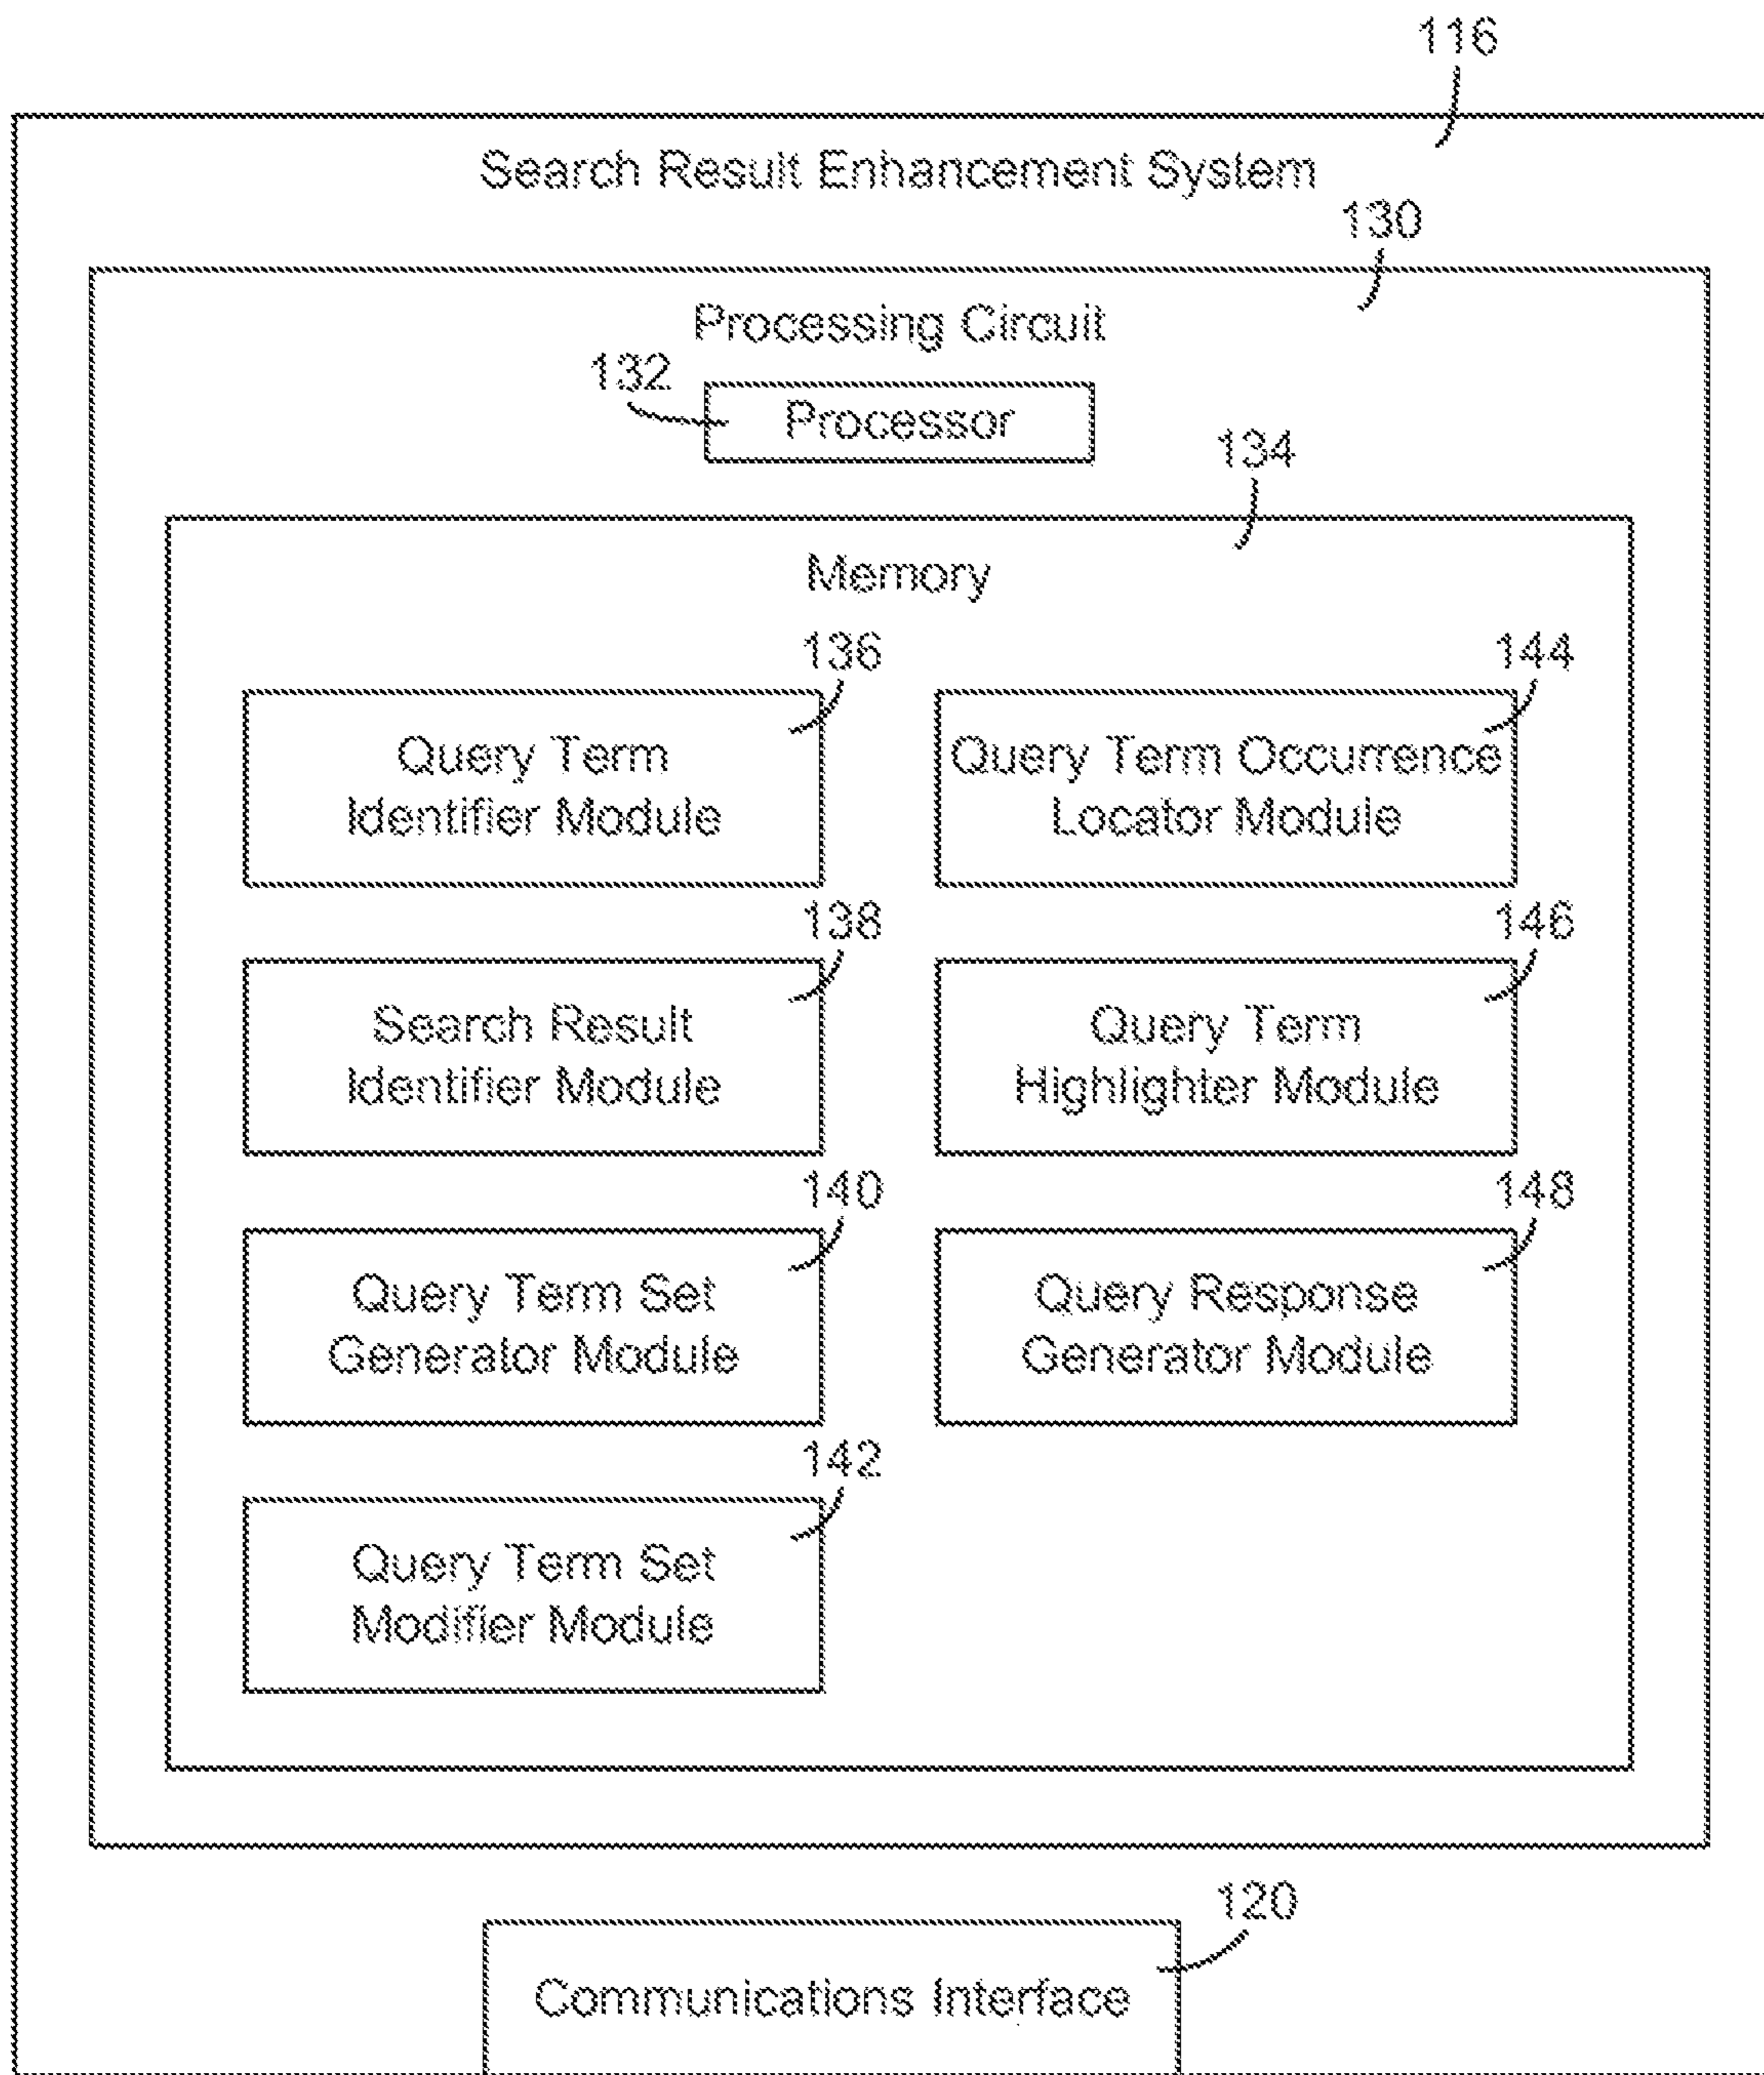 116
Search Result Enhancement System
130
Processing Circuit
132
Processor
134
Memory
136
Query Term
Identifier Module
144
Query Term Occurrence
Locator Module
138
Search Result
Identifier Module
146
Query Term
Highlighter Module
140
Query Term Set
Generator Module
148
Query Response
Generator Module
142
Query Term Set
Modifier Module
120
Communications Interface